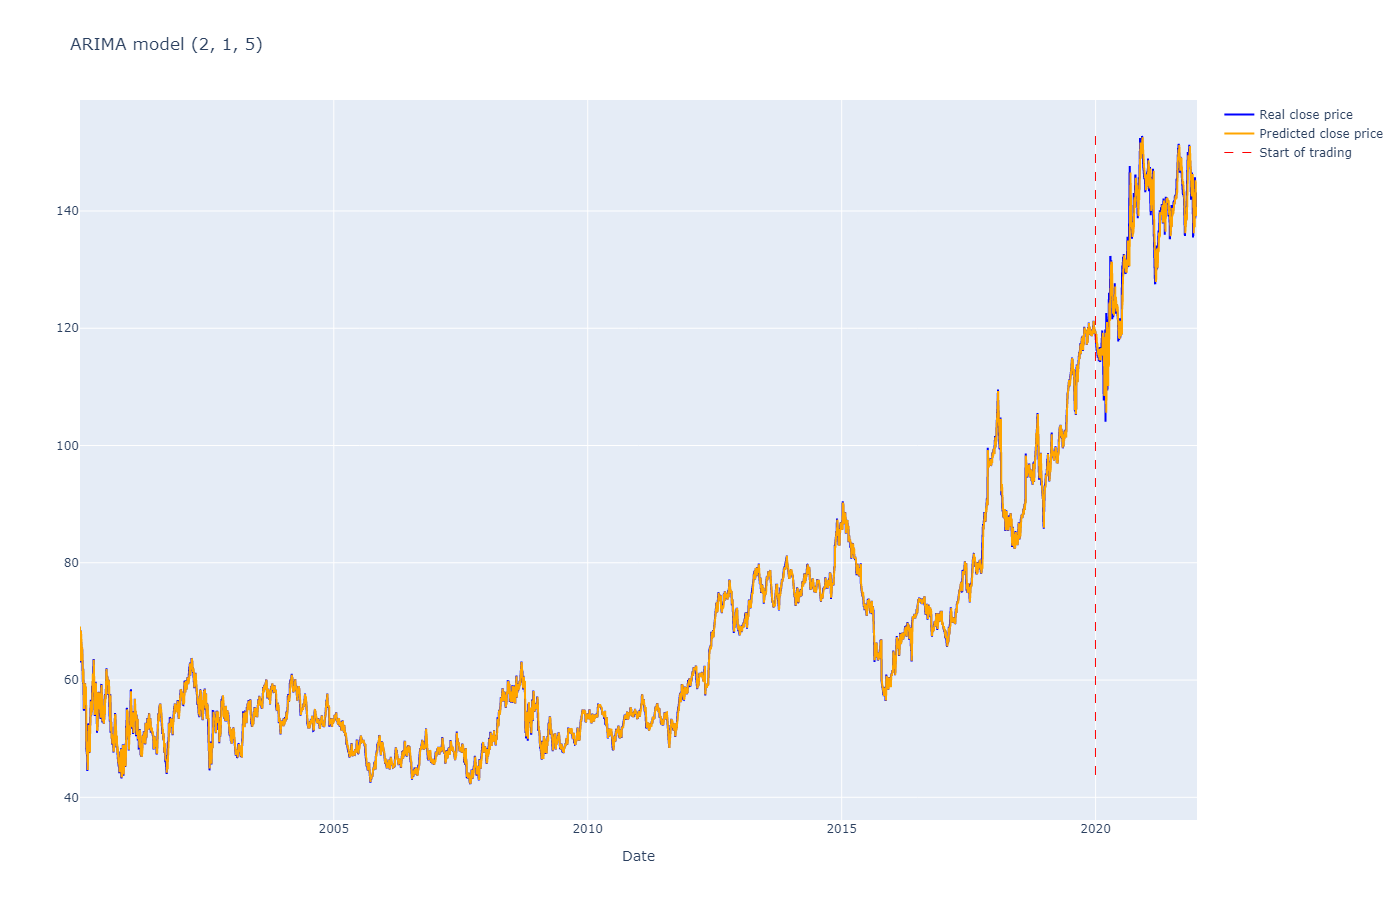 ARIMA model (2, 1, 5)
Real close price
Predicted close price
Start of trading
140
120
100
80
60
40
2005
2010
2015
2020
Date